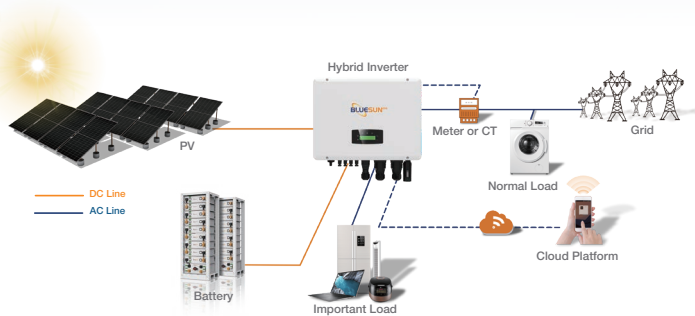 Hybrid Inverter
BLUESUN
PV
Meter or CT
Grid
Normal Load
DC Line
AC Line
Cloud Platform
Battery
Important Load